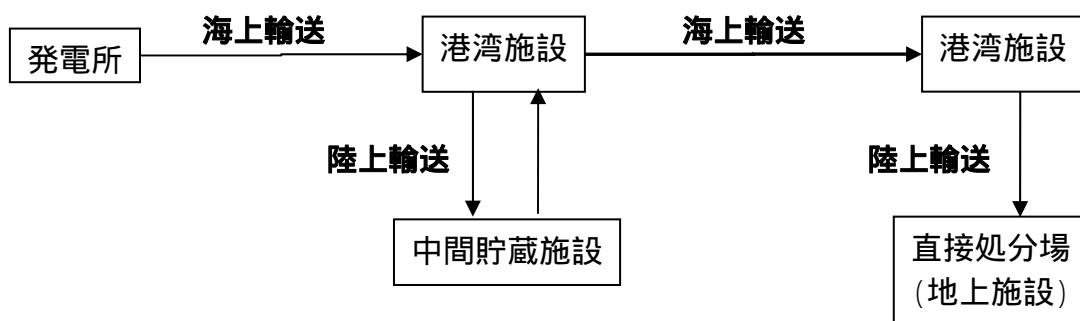 海上輸送
海上輸送
発電所
港湾施設
港湾施設
陸上輸送
陸上輸送
中間貯蔵施設
直接処分場
(地上施設)